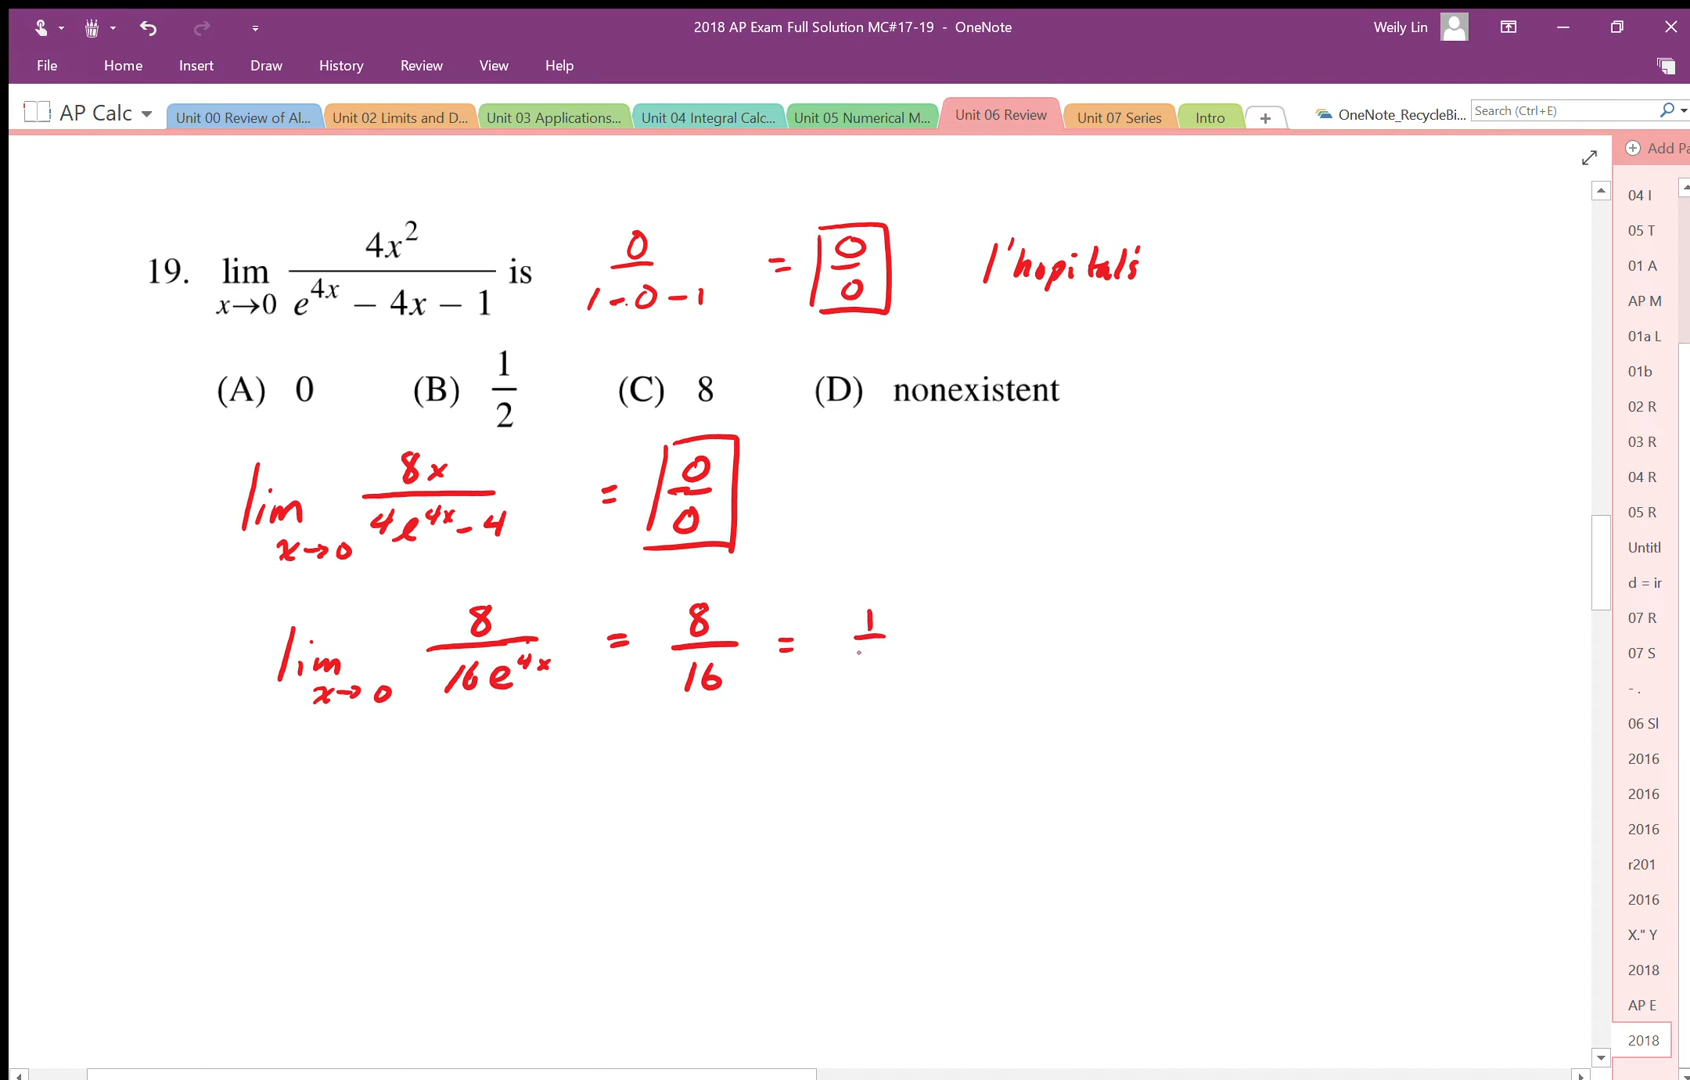 2018 AP Exam Full Solution MC#17-19 - OneNote
Weily Lin
File Home Insert Draw History Review View Help
AP Calc
Unit 00 Review of Al...
Unit 02 Limits and D...
Unit 03 Applications...
Unit 04 Integral Calc...
Unit 05 Numerical M...
Unit 06 Review
Unit 07 Series
Intro
+
OneNote_RecycleBi...
Search (Ctrl+E)
Add Pa
04 I
05 T
01 A
AP M
01a L
01b
02 R
03 R
04 R
05 R
Untitl
d = ir
07 R
07 S
- .
06 Sl
2016
2016
2016
r201
2016
X." Y
2018
AP E
2018
19. lim x→0 4x² / (e^{4x} − 4x − 1) is
0 / (1 - 0 - 1) = 0/0 l'hopital's
(A) 0 (B) 1/2 (C) 8 (D) nonexistent
lim x→0 8x / (4e^{4x} - 4) = 0/0
lim x→0 8 / (16e^{4x}) = 8/16 = 1/